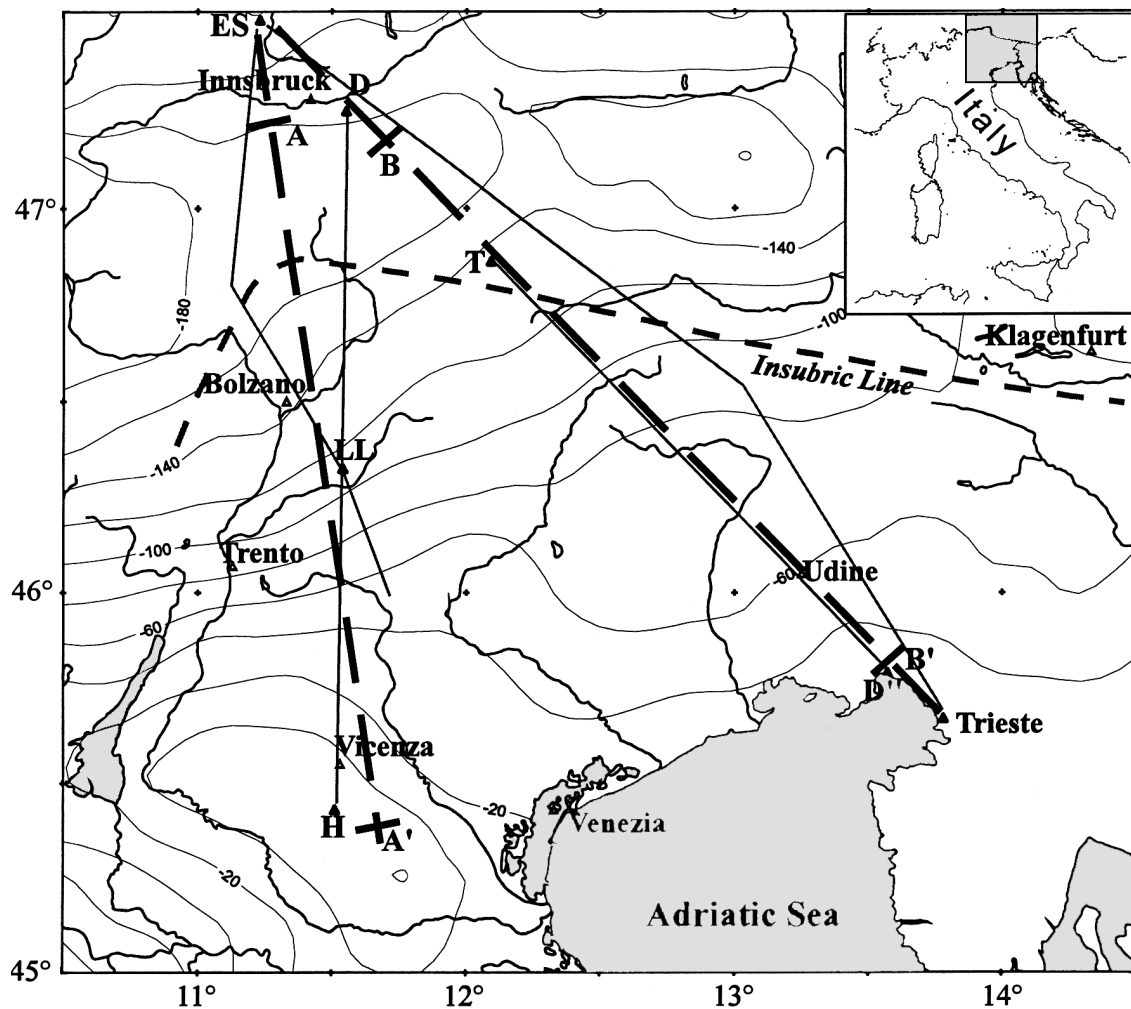 ES
Innsbruck
D
A
B
Italy
47°
-140
T
-180
-100
Klagenfurt
Insubric Line
Bolzano
LL
-140
-100
Trento
-60
Udine
-60
B'
D''
Trieste
Vicenza
-20
H
A'
Venezia
-20
46°
Adriatic Sea
45°
11°
12°
13°
14°